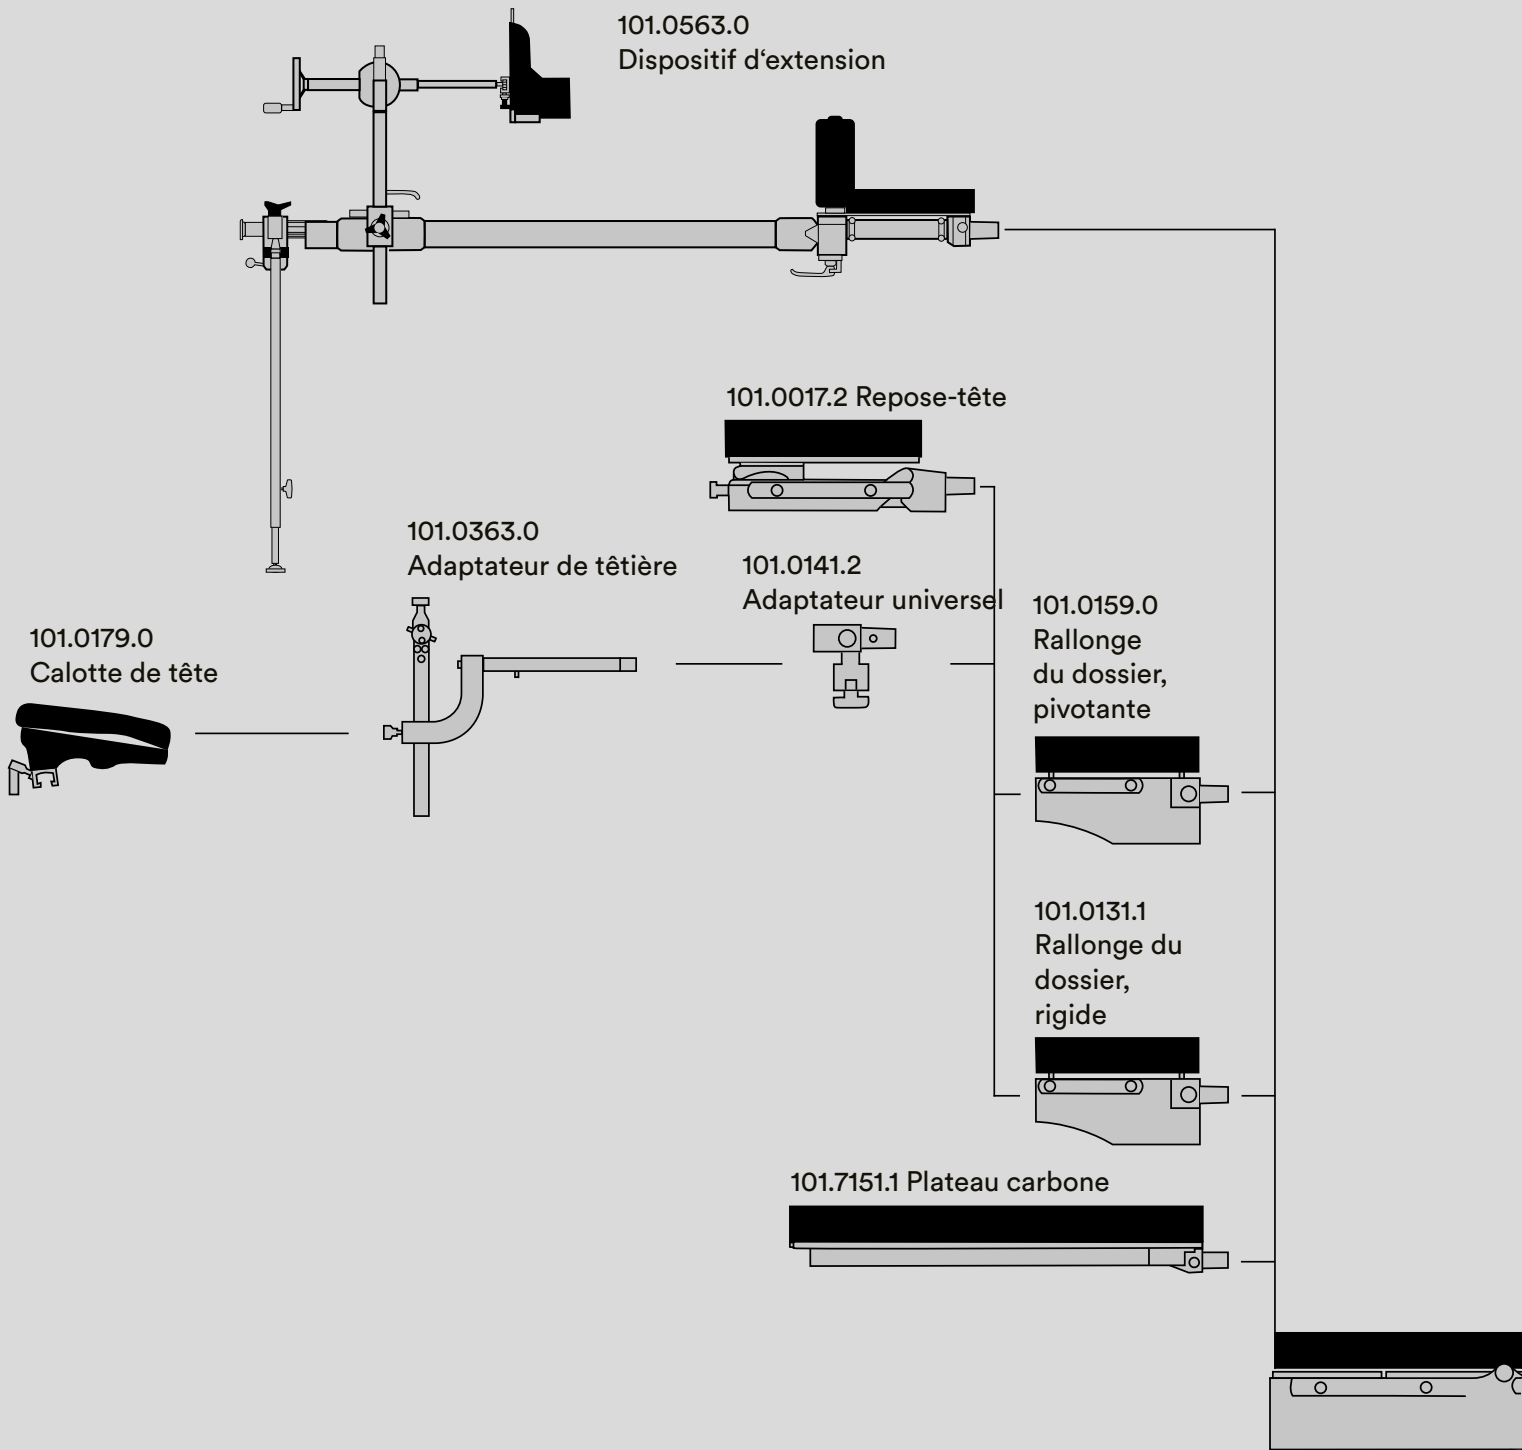 101.0563.0
Dispositif d‘extension
101.0017.2 Repose-tête
101.0363.0
Adaptateur de têtière
101.0141.2
Adaptateur universel
101.0159.0
Rallonge
du dossier,
pivotante
101.0179.0
Calotte de tête
101.0131.1
Rallonge du
dossier,
rigide
101.7151.1 Plateau carbone